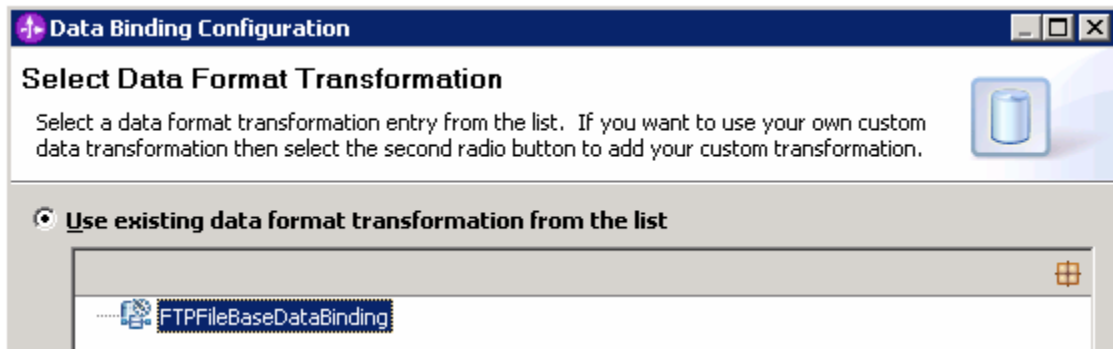 Data Binding Configuration
Select Data Format Transformation
Select a data format transformation entry from the list. If you want to use your own custom
data transformation then select the second radio button to add your custom transformation.
Use existing data format transformation from the list
FTPFileBaseDataBinding